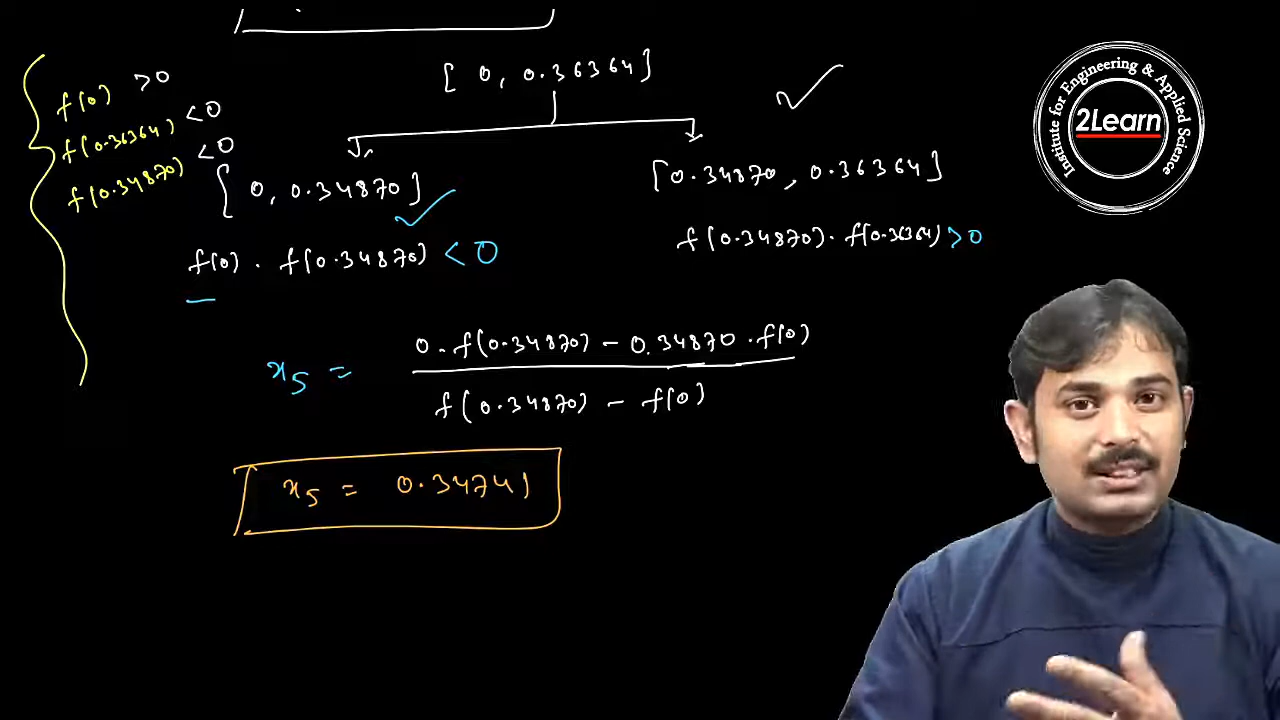 [ 0, 0.36364]
f(0) >0
f(0.36364) <0
f(0.34870) <0
[ 0, 0.34870]
[0.34870, 0.36364]
f(0) . f(0.34870) < 0
f(0.34870). f(0.36364) >0
x5 = 0. f(0.34870) - 0.34870 . f(0)
f(0.34870) - f(0)
x5 = 0.34741
2Learn
Institute for Engineering & Applied Science